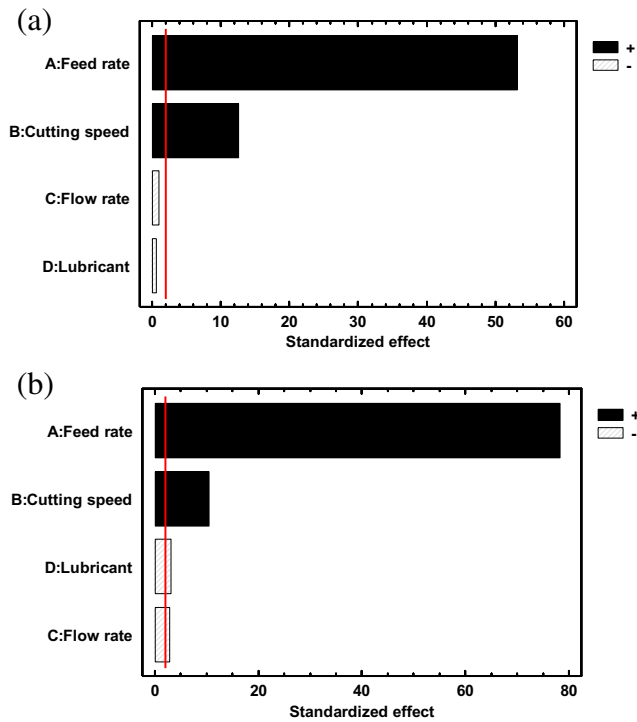 (a)
A:Feed rate
B:Cutting speed
C:Flow rate
D:Lubricant
+
-
0 10 20 30 40 50 60
Standardized effect
(b)
A:Feed rate
B:Cutting speed
D:Lubricant
C:Flow rate
+
-
0 20 40 60 80
Standardized effect